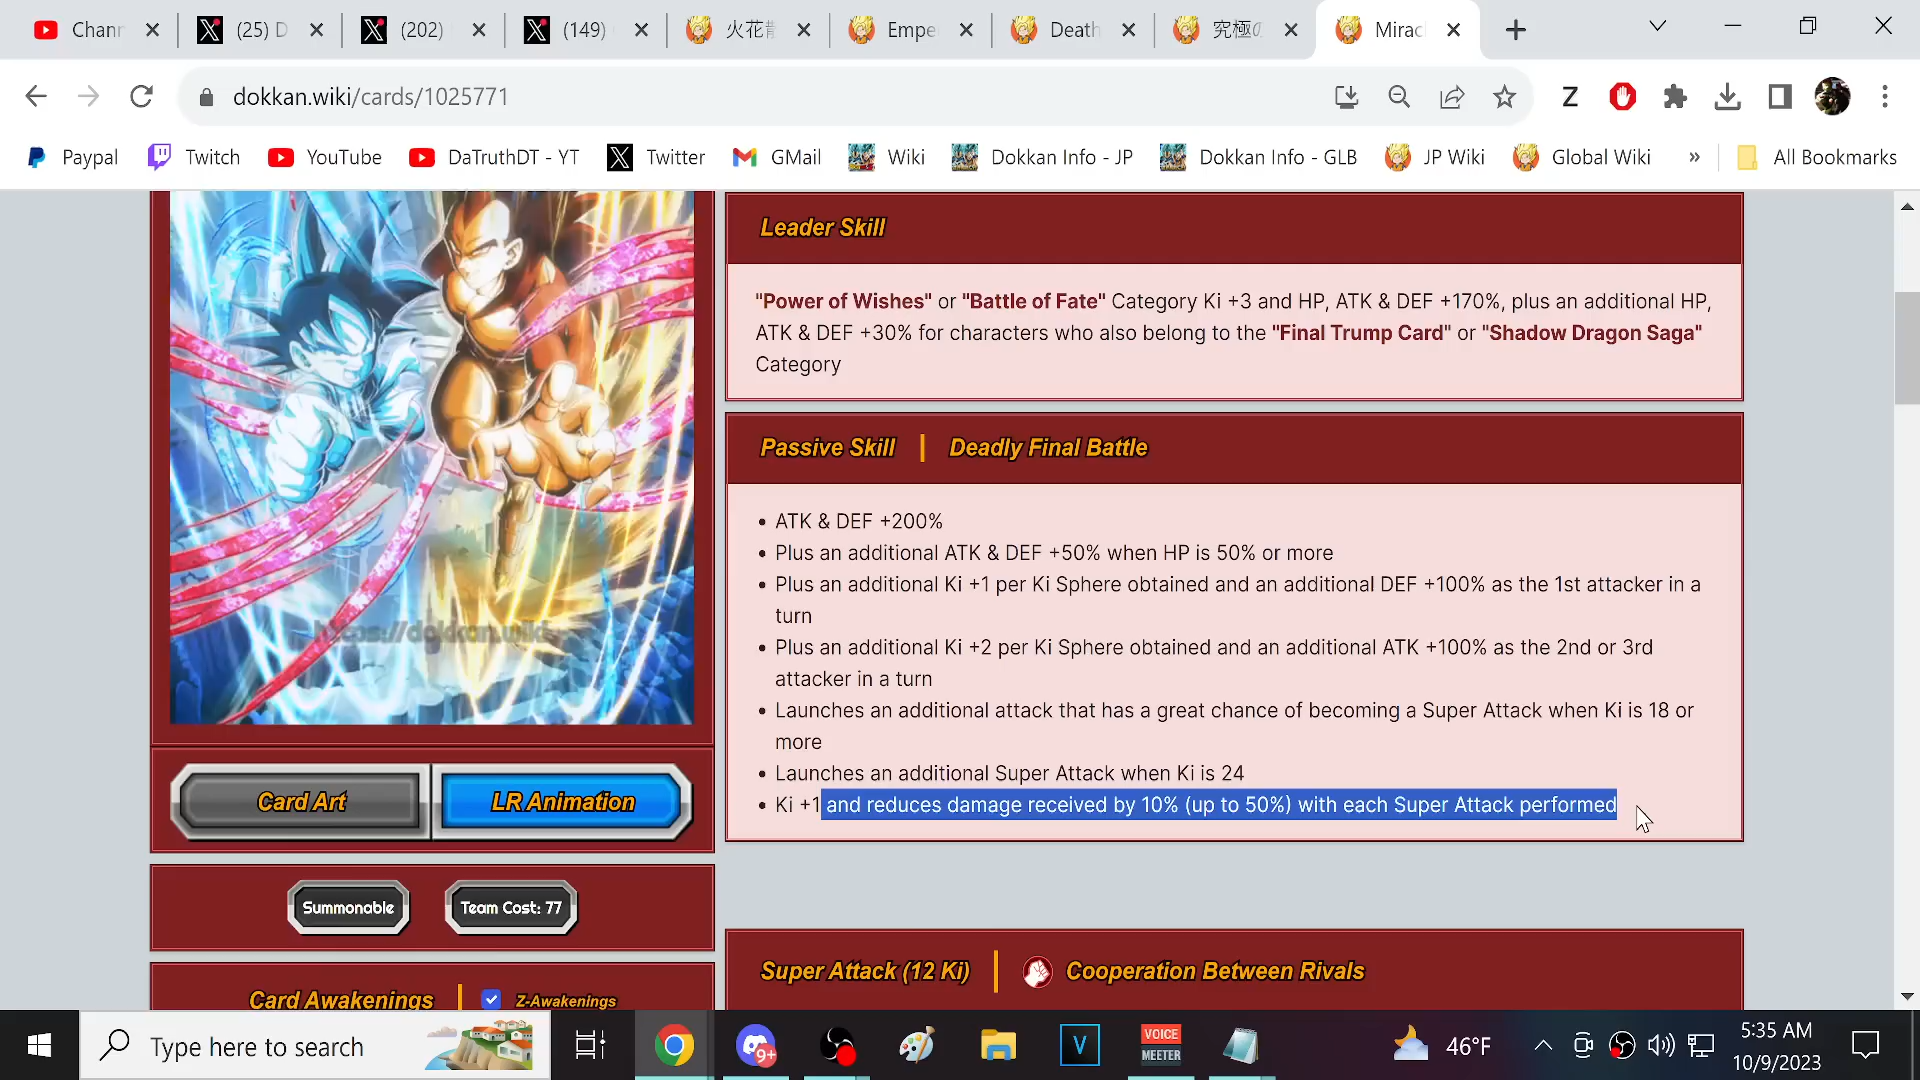 Chann
(25) D
(202)
(149)
火花散
Empe
Death
究極の
Mirac
dokkan.wiki/cards/1025771
Z
Paypal
Twitch
YouTube
DaTruthDT - YT
Twitter
GMail
Wiki
Dokkan Info - JP
Dokkan Info - GLB
JP Wiki
Global Wiki
»
All Bookmarks
Leader Skill
"Power of Wishes" or "Battle of Fate" Category Ki +3 and HP, ATK & DEF +170%, plus an additional HP,
ATK & DEF +30% for characters who also belong to the "Final Trump Card" or "Shadow Dragon Saga"
Category
Passive Skill | Deadly Final Battle
• ATK & DEF +200%
• Plus an additional ATK & DEF +50% when HP is 50% or more
• Plus an additional Ki +1 per Ki Sphere obtained and an additional DEF +100% as the 1st attacker in a
turn
• Plus an additional Ki +2 per Ki Sphere obtained and an additional ATK +100% as the 2nd or 3rd
attacker in a turn
• Launches an additional attack that has a great chance of becoming a Super Attack when Ki is 18 or
more
• Launches an additional Super Attack when Ki is 24
• Ki +1 and reduces damage received by 10% (up to 50%) with each Super Attack performed
https://dokkan.wiki
Card Art
LR Animation
Summonable
Team Cost: 77
Super Attack (12 Ki) | Cooperation Between Rivals
Card Awakenings | Z-Awakenings
Type here to search
9+
V
VOICE
MEETER
46°F
5:35 AM
10/9/2023